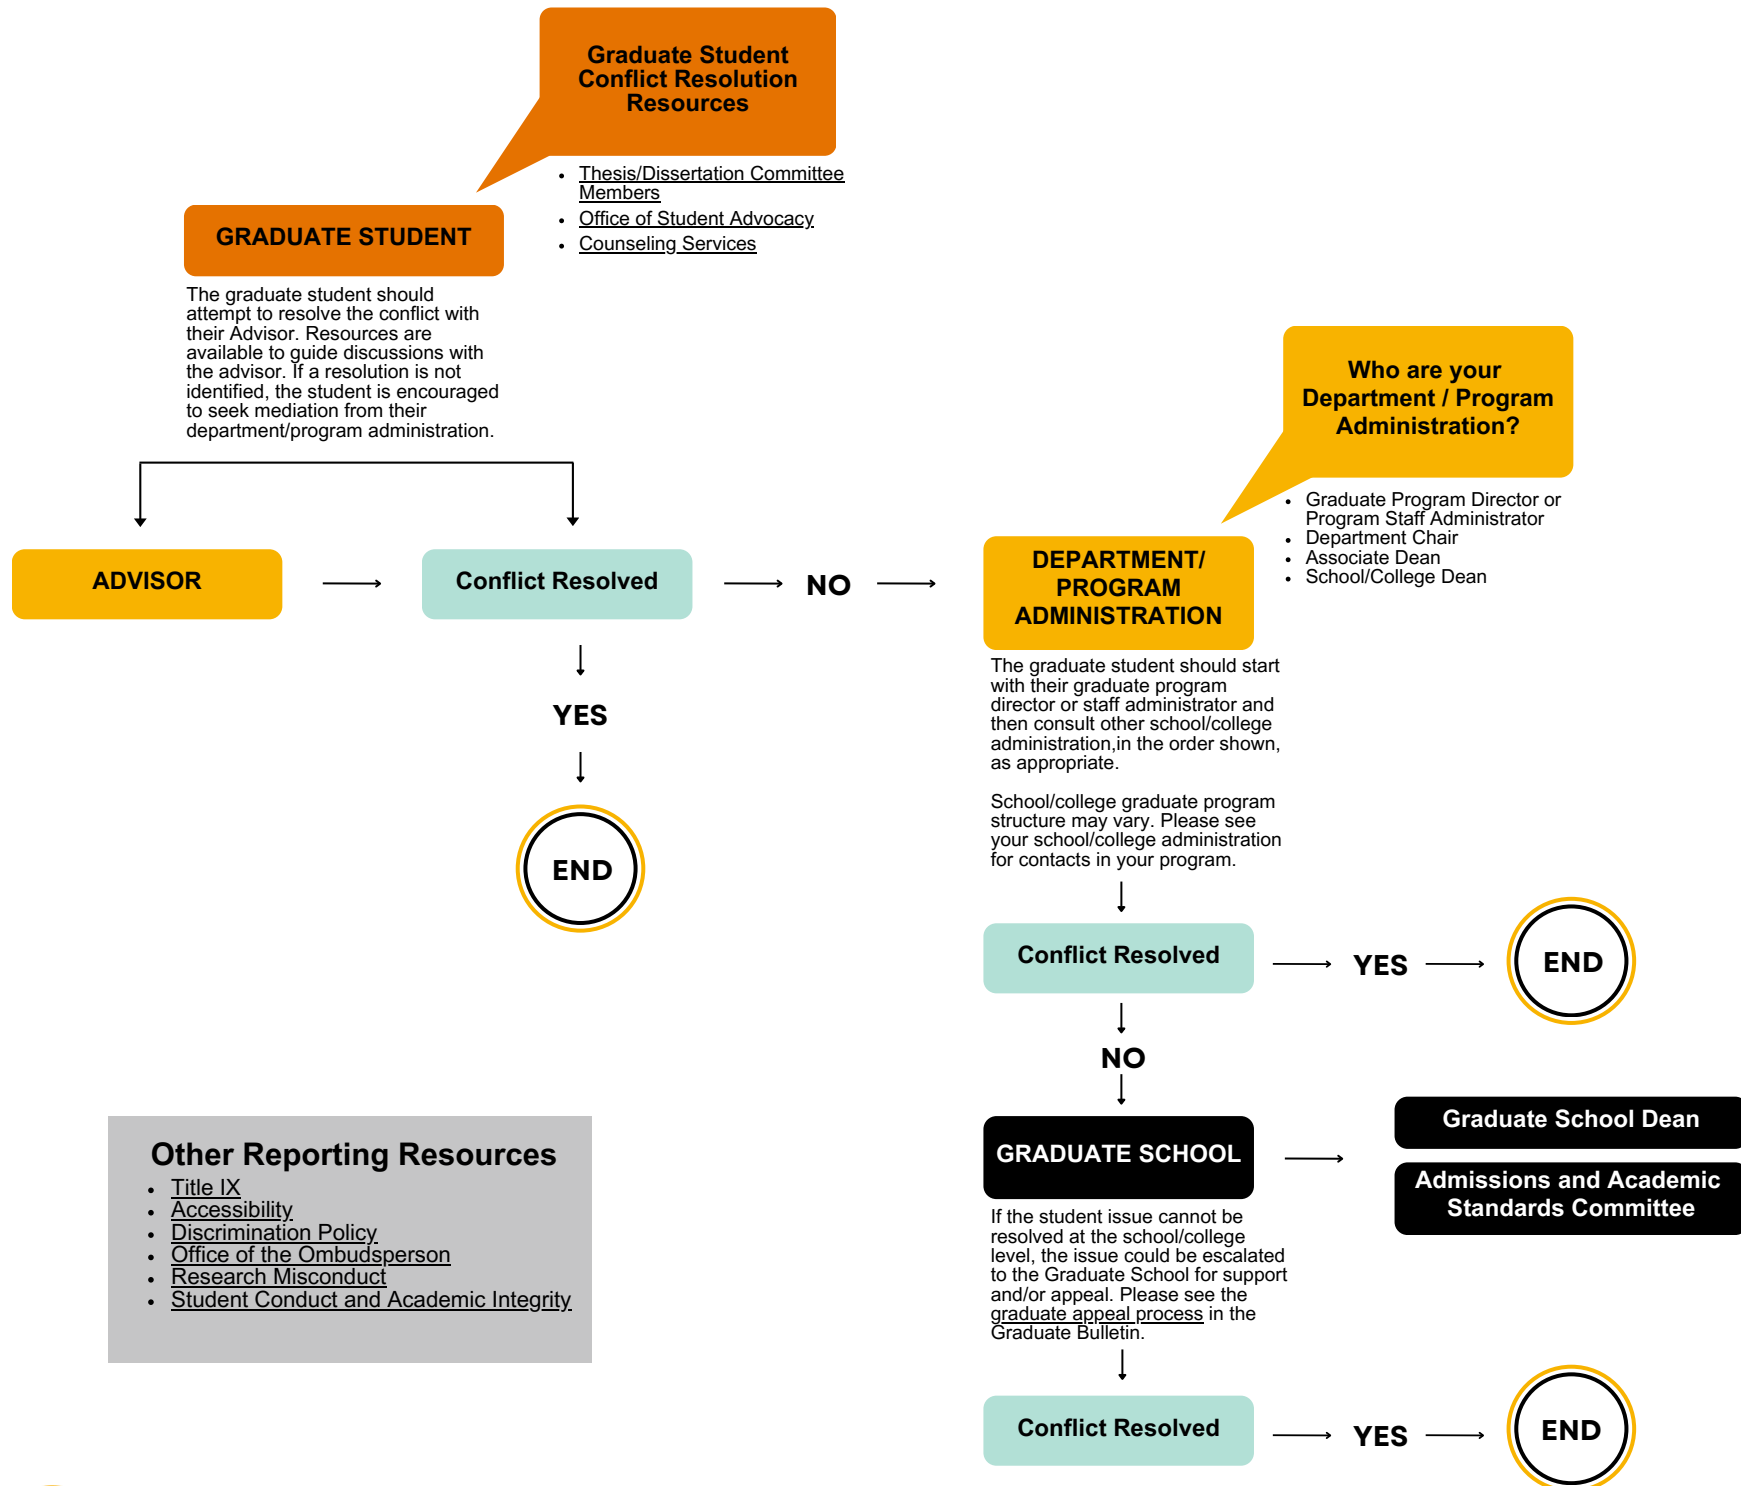 Graduate Student
Conflict Resolution
Resources
• Thesis/Dissertation Committee
Members
• Office of Student Advocacy
• Counseling Services
GRADUATE STUDENT
The graduate student should
attempt to resolve the conflict with
their Advisor. Resources are
available to guide discussions with
the advisor. If a resolution is not
identified, the student is encouraged
to seek mediation from their
department/program administration.
ADVISOR
Conflict Resolved
NO
YES
END
Who are your
Department / Program
Administration?
• Graduate Program Director or
Program Staff Administrator
• Department Chair
• Associate Dean
• School/College Dean
DEPARTMENT/
PROGRAM
ADMINISTRATION
The graduate student should start
with their graduate program
director or staff administrator and
then consult other school/college
administration,in the order shown,
as appropriate.
School/college graduate program
structure may vary. Please see
your school/college administration
for contacts in your program.
Conflict Resolved
YES
END
NO
GRADUATE SCHOOL
Graduate School Dean
Admissions and Academic
Standards Committee
If the student issue cannot be
resolved at the school/college
level, the issue could be escalated
to the Graduate School for support
and/or appeal. Please see the
graduate appeal process in the
Graduate Bulletin.
Conflict Resolved
YES
END
Other Reporting Resources
• Title IX
• Accessibility
• Discrimination Policy
• Office of the Ombudsperson
• Research Misconduct
• Student Conduct and Academic Integrity